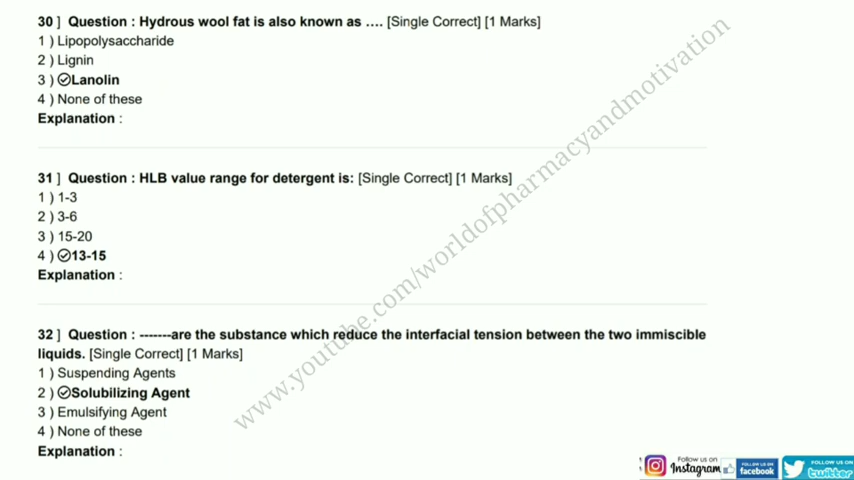 30 ] Question : Hydrous wool fat is also known as .... [Single Correct] [1 Marks]
1 ) Lipopolysaccharide
2 ) Lignin
3 ) Lanolin
4 ) None of these
Explanation :
31 ] Question : HLB value range for detergent is: [Single Correct] [1 Marks]
1 ) 1-3
2 ) 3-6
3 ) 15-20
4 ) 13-15
Explanation :
32 ] Question : -------are the substance which reduce the interfacial tension between the two immiscible
liquids. [Single Correct] [1 Marks]
1 ) Suspending Agents
2 ) Solubilizing Agent
3 ) Emulsifying Agent
4 ) None of these
Explanation :
www.youtube.com/worldofpharmacyandmotivation
Follow us on
Instagram
FOLLOW US ON
facebook
FOLLOW US ON
twitter